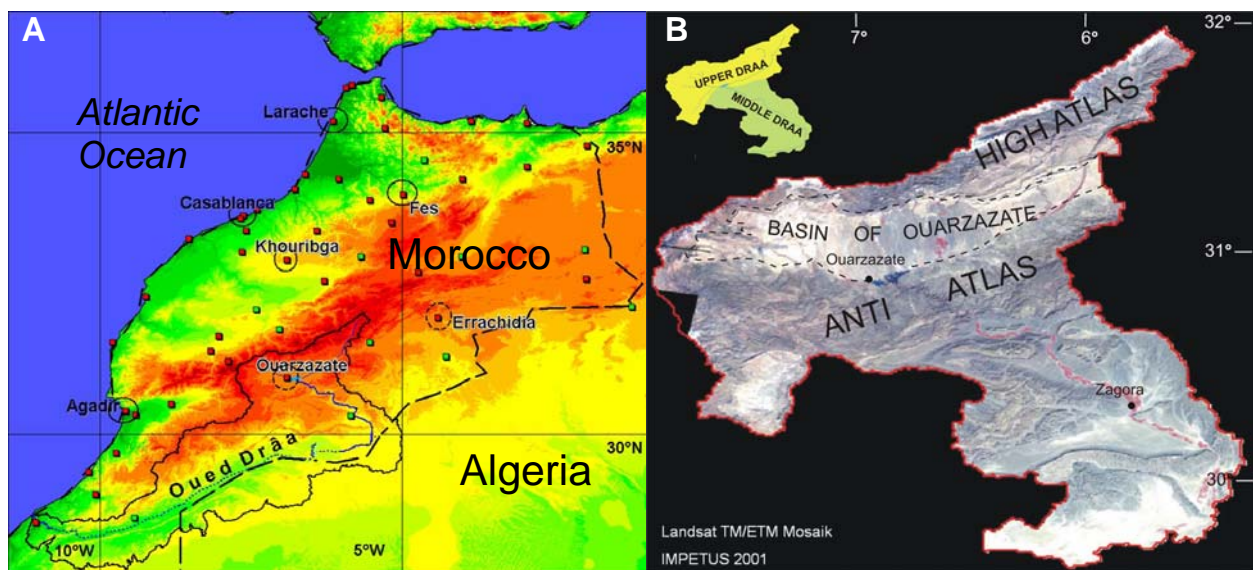 A
Atlantic
Ocean
Larache
35°N
Casablanca
Fes
Khouribga
Morocco
Errachidia
Ouarzazate
Agadir
30°N
Oued Drâa
Algeria
10°W
5°W
B
7°
6°
32°
UPPER DRAA
MIDDLE DRAA
HIGH ATLAS
BASIN OF OUARZAZATE
31°
Ouarzazate
ANTI ATLAS
Zagora
30°
Landsat TM/ETM Mosaik
IMPETUS 2001